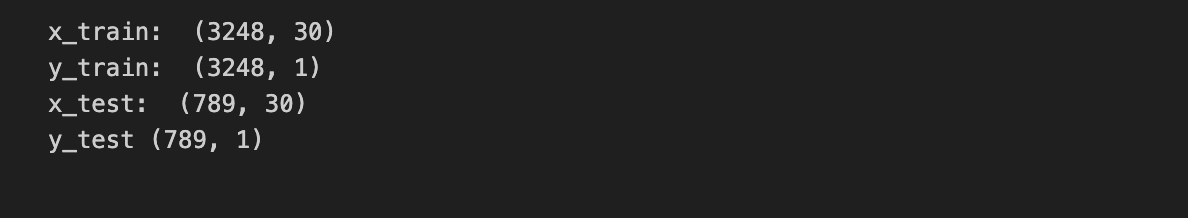 x_train:  (3248, 30)
y_train:  (3248, 1)
x_test:  (789, 30)
y_test (789, 1)